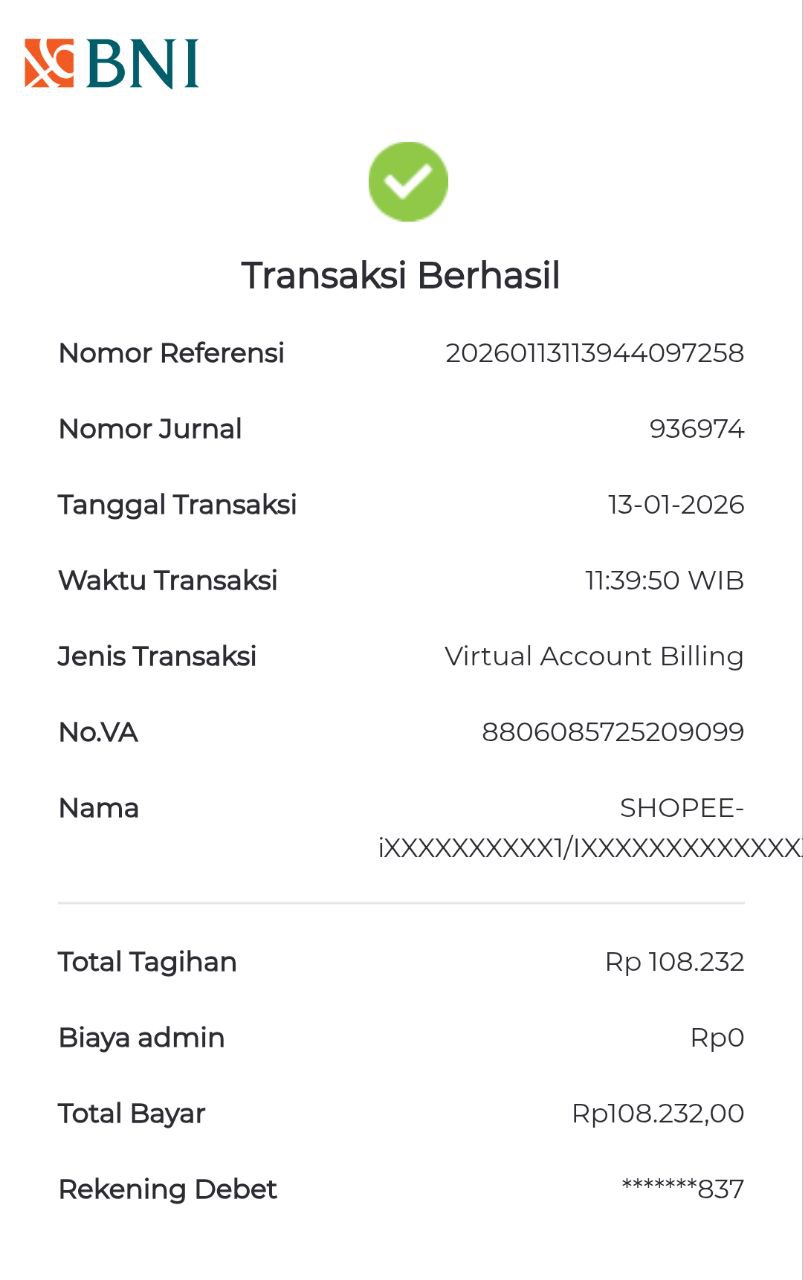 BNI
Transaksi Berhasil
Nomor Referensi 20260113113944097258
Nomor Jurnal 936974
Tanggal Transaksi 13-01-2026
Waktu Transaksi 11:39:50 WIB
Jenis Transaksi Virtual Account Billing
No.VA 8806085725209099
Nama SHOPEE-
iXXXXXXXXXX1/IXXXXXXXXXXXXX
Total Tagihan Rp 108.232
Biaya admin Rp0
Total Bayar Rp108.232,00
Rekening Debet *******837